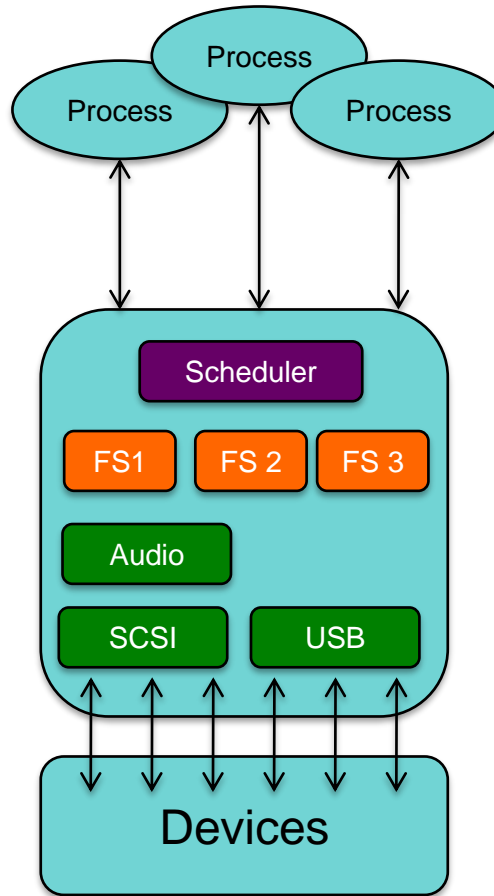 Process
Process
Process
Scheduler
FS1
FS 2
FS 3
Audio
SCSI
USB
Devices